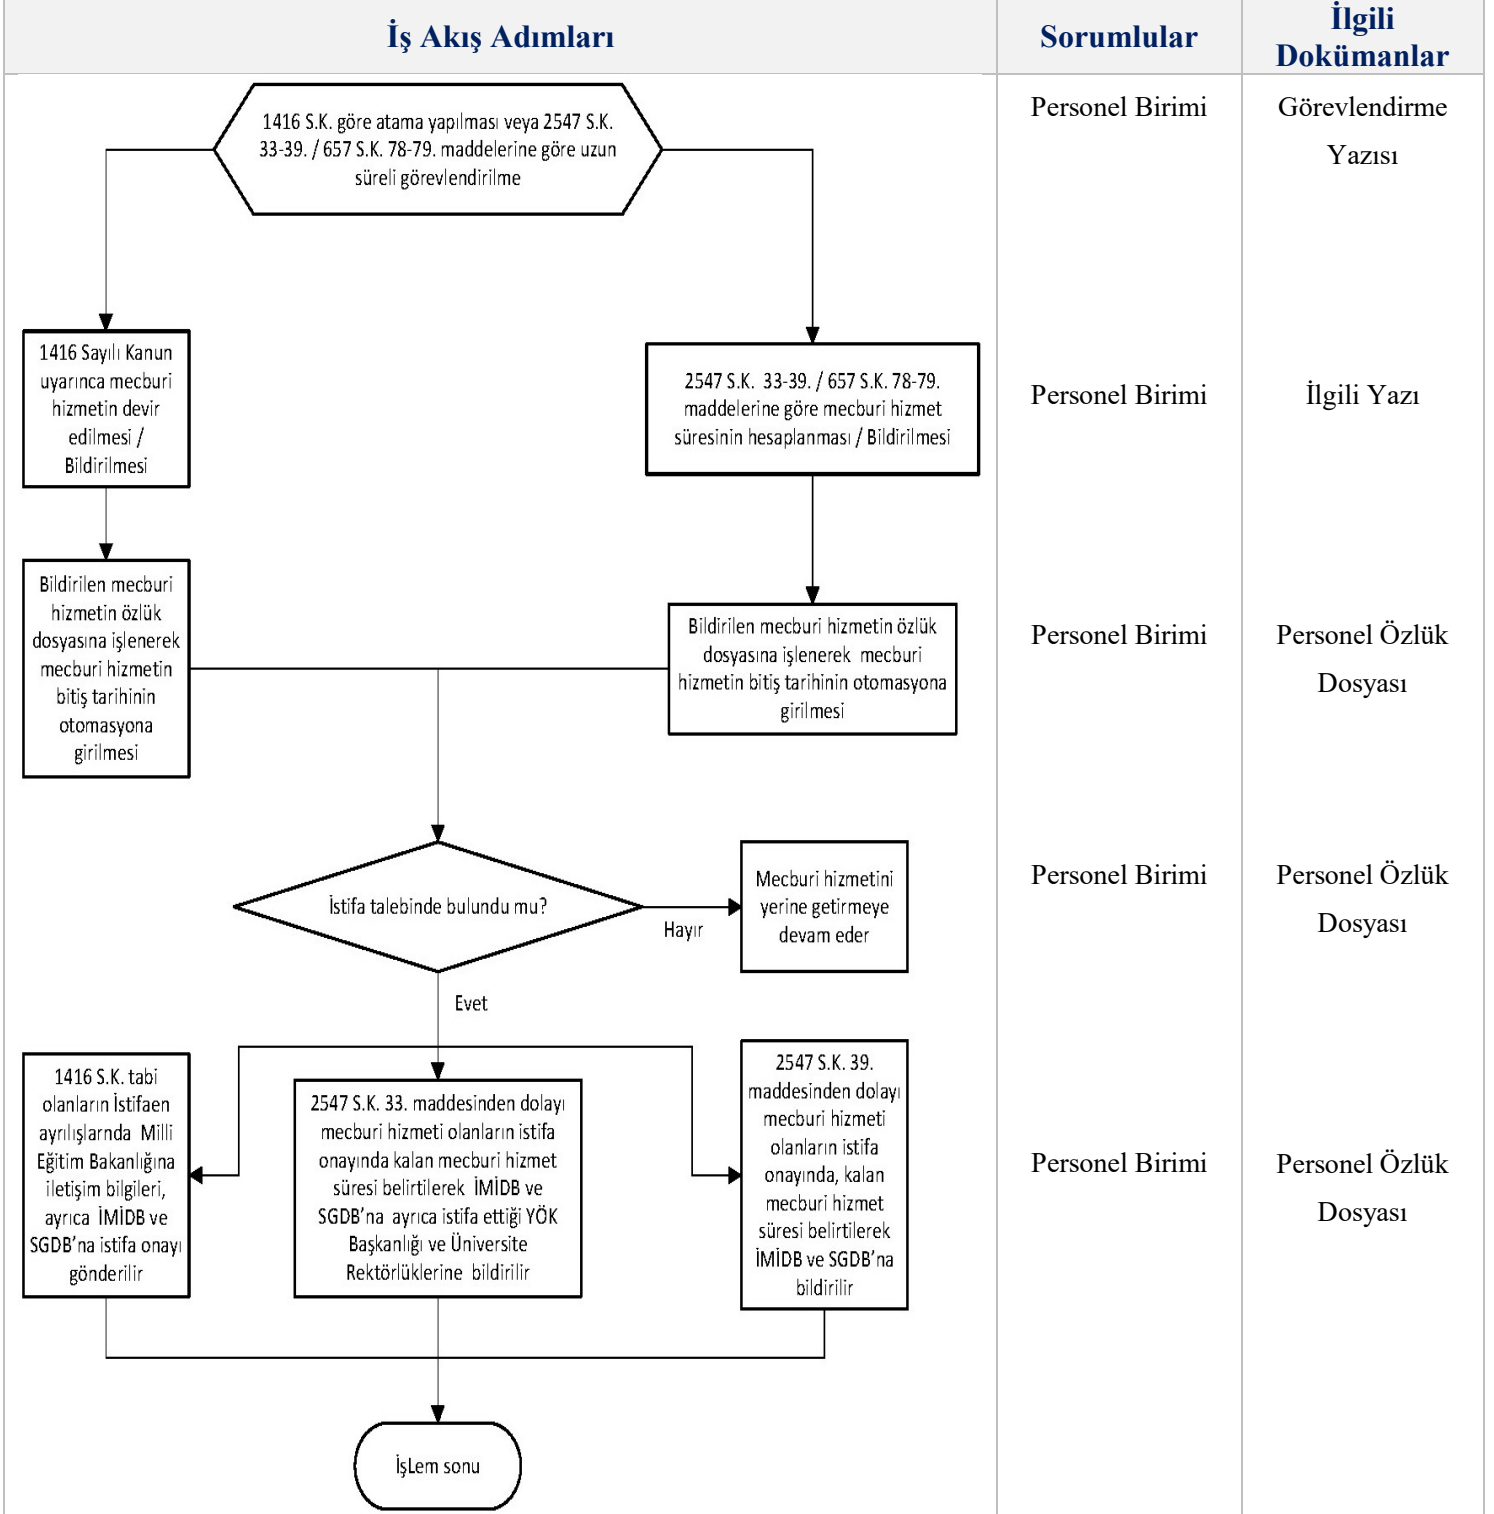 İş Akış Adımları
Sorumlular
İlgili
Dokümanlar
1416 S.K. göre atama yapılması veya 2547 S.K.
33-39. / 657 S.K. 78-79. maddelerine göre uzun
süreli görevlendirilme
Personel Birimi
Görevlendirme
Yazısı
1416 Sayılı Kanun
uyarınca mecburi
hizmetin devir
edilmesi /
Bildirilmesi
2547 S.K. 33-39. / 657 S.K. 78-79.
maddelerine göre mecburi hizmet
süresinin hesaplanması / Bildirilmesi
Personel Birimi
İlgili Yazı
Bildirilen mecburi
hizmetin özlük
dosyasına işlenerek
mecburi hizmetin
bitiş tarihinin
otomasyona
girilmesi
Bildirilen mecburi hizmetin özlük
dosyasına işlenerek mecburi
hizmetin bitiş tarihinin otomasyona
girilmesi
Personel Birimi
Personel Özlük
Dosyası
İstifa talebinde bulundu mu?
Hayır
Mecburi hizmetini
yerine getirmeye
devam eder
Personel Birimi
Personel Özlük
Dosyası
Evet
1416 S.K. tabi
olanların İstifaen
ayrılışlarnda Milli
Eğitim Bakanlığına
iletişim bilgileri,
ayrıca İMİDB ve
SGDB’na istifa onayı
gönderilir
2547 S.K. 33. maddesinden dolayı
mecburi hizmeti olanların istifa
onayında kalan mecburi hizmet
süresi belirtilerek İMİDB ve
SGDB’na ayrıca istifa ettiği YÖK
Başkanlığı ve Üniversite
Rektörlüklerine bildirilir
2547 S.K. 39.
maddesinden dolayı
mecburi hizmeti
olanların istifa
onayında, kalan
mecburi hizmet
süresi belirtilerek
İMİDB ve SGDB’na
bildirilir
Personel Birimi
Personel Özlük
Dosyası
İşLem sonu